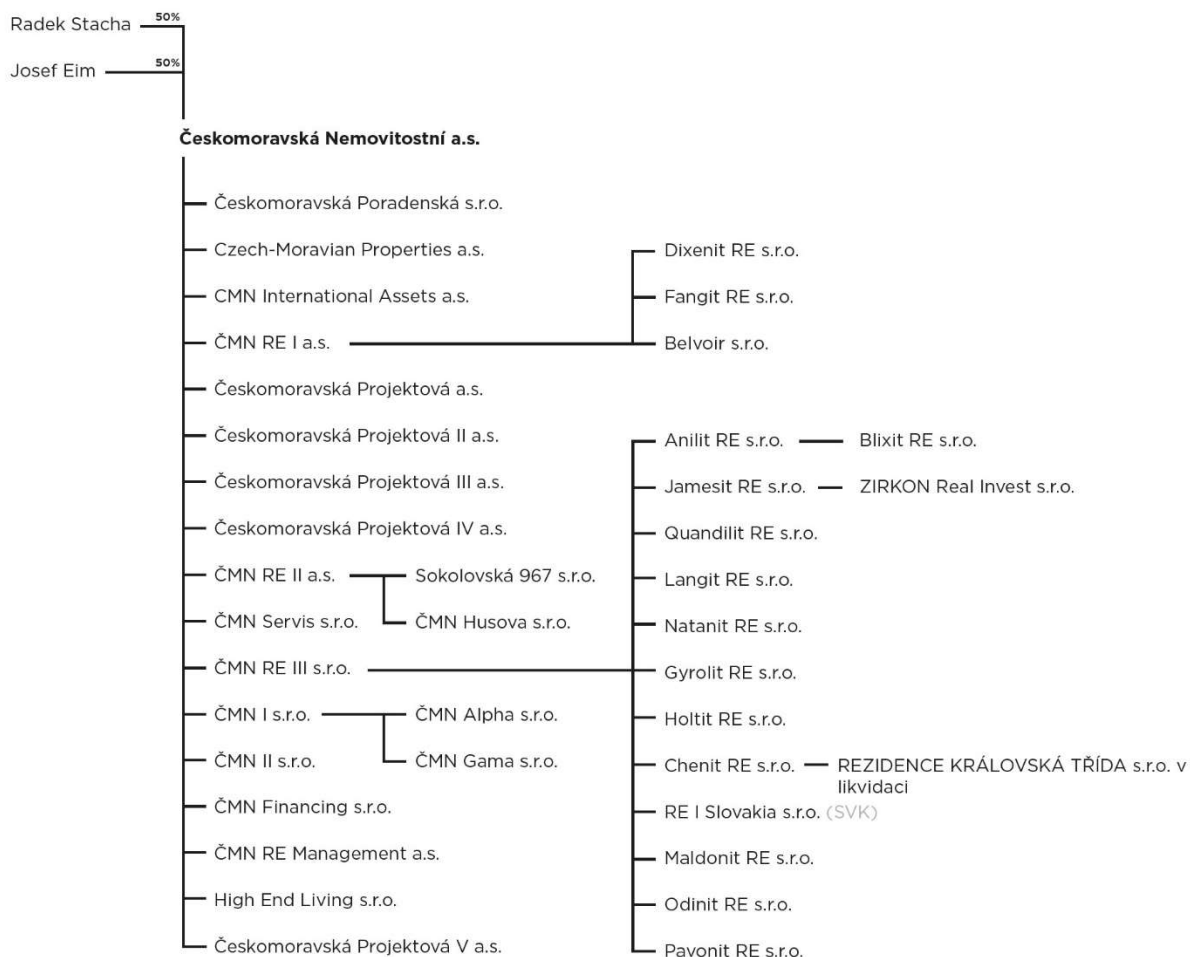 Radek Stacha
50%
Josef Eim
50%
Českomoravská Nemovitostní a.s.
Českomoravská Poradenská s.r.o.
Czech-Moravian Properties a.s.
CMN International Assets a.s.
ČMN RE I a.s.
Dixenit RE s.r.o.
Fangit RE s.r.o.
Belvoir s.r.o.
Českomoravská Projektová a.s.
Českomoravská Projektová II a.s.
Českomoravská Projektová III a.s.
Českomoravská Projektová IV a.s.
ČMN RE II a.s.
Sokolovská 967 s.r.o.
ČMN Husova s.r.o.
ČMN Servis s.r.o.
ČMN RE III s.r.o.
Anilit RE s.r.o.
Blixit RE s.r.o.
Jamesit RE s.r.o.
ZIRKON Real Invest s.r.o.
Quandilit RE s.r.o.
Langit RE s.r.o.
Natanit RE s.r.o.
Gyrolit RE s.r.o.
Holtit RE s.r.o.
Chenit RE s.r.o.
REZIDENCE KRÁLOVSKÁ TŘÍDA s.r.o. v
likvidaci
RE I Slovakia s.r.o. (SVK)
Maldonit RE s.r.o.
Odinit RE s.r.o.
Pavonit RE s.r.o.
ČMN I s.r.o.
ČMN Alpha s.r.o.
ČMN Gama s.r.o.
ČMN II s.r.o.
ČMN Financing s.r.o.
ČMN RE Management a.s.
High End Living s.r.o.
Českomoravská Projektová V a.s.